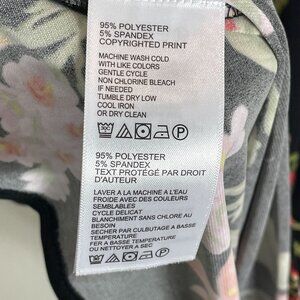 95% POLYESTER
5% SPANDEX
COPYRIGHTED PRINT
MACHINE WASH COLD
WITH LIKE COLORS
GENTLE CYCLE
NON CHLORINE BLEACH
IF NEEDED
TUMBLE DRY LOW
COOL IRON
OR DRY CLEAN
95% POLYESTER
5% SPANDEX
TEXT PROTÉGÉ PAR DROIT
D'AUTEUR
LAVER A LA MACHINE A L'EAU
FROIDE AVEC DE COULEURS
SEMBLABLES
CYCLE DELICAT
BLANCHIMENT SANS CHLORE AU
BESOIN
SECHER PAR CULBUTAGE A BASSE
TEMPERATURE
FER A BASSE TEMPERATURE
OU NETTOYER A SEC